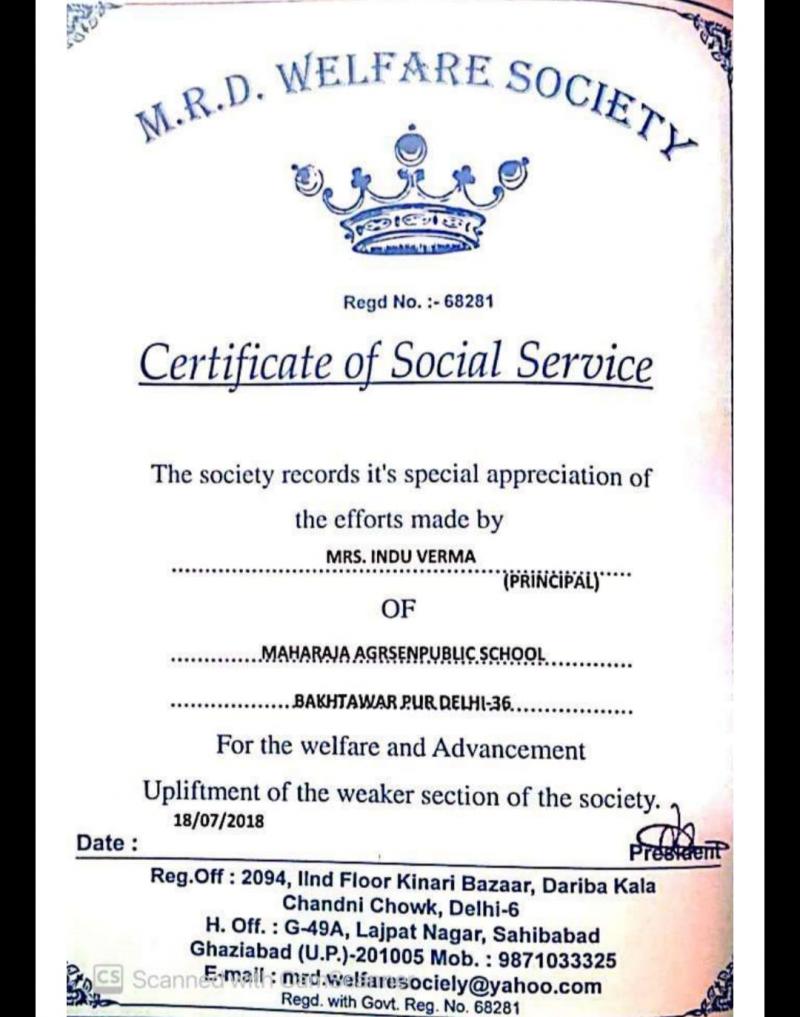 M.R.D. WELFARE SOCIETY
Regd No. :- 68281
Certificate of Social Service
The society records it's special appreciation of
the efforts made by
MRS. INDU VERMA
(PRINCIPAL)
OF
MAHARAJA AGRSENPUBLIC SCHOOL
BAKHTAWAR PUR DELHI-36
For the welfare and Advancement
Upliftment of the weaker section of the society.
18/07/2018
Date :
President
Reg.Off : 2094, IInd Floor Kinari Bazaar, Dariba Kala
Chandni Chowk, Delhi-6
H. Off. : G-49A, Lajpat Nagar, Sahibabad
Ghaziabad (U.P.)-201005 Mob. : 9871033325
E-mail : mrd.welfaresociely@yahoo.com
CS Scanned with CamScanner
Regd. with Govt. Reg. No. 68281